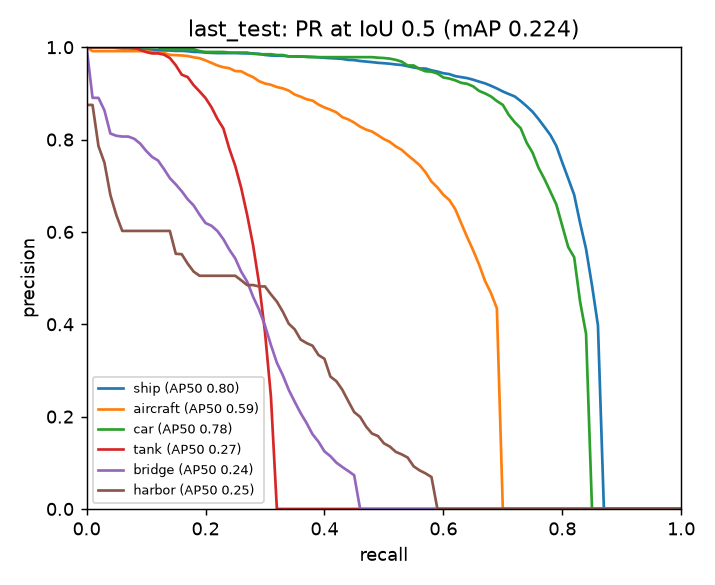 last_test: PR at IoU 0.5 (mAP 0.224)
1.0
0.8
0.6
0.4
0.2
0.0
precision
ship (AP50 0.80)
aircraft (AP50 0.59)
car (AP50 0.78)
tank (AP50 0.27)
bridge (AP50 0.24)
harbor (AP50 0.25)
0.0 0.2 0.4 0.6 0.8 1.0
recall